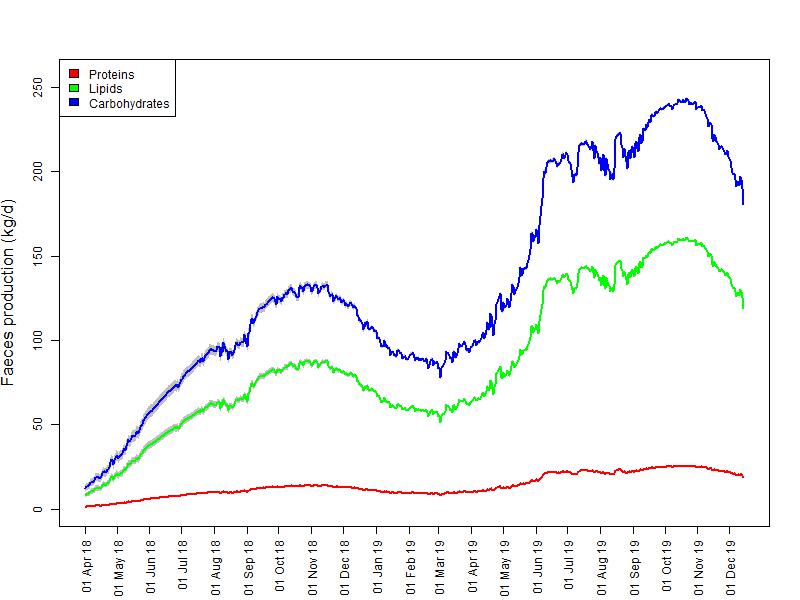 Proteins
Lipids
Carbohydrates
Faeces production (kg/d)
250
200
150
100
50
0
01 Apr 18
01 May 18
01 Jun 18
01 Jul 18
01 Aug 18
01 Sep 18
01 Oct 18
01 Nov 18
01 Dec 18
01 Jan 19
01 Feb 19
01 Mar 19
01 Apr 19
01 May 19
01 Jun 19
01 Jul 19
01 Aug 19
01 Sep 19
01 Oct 19
01 Nov 19
01 Dec 19